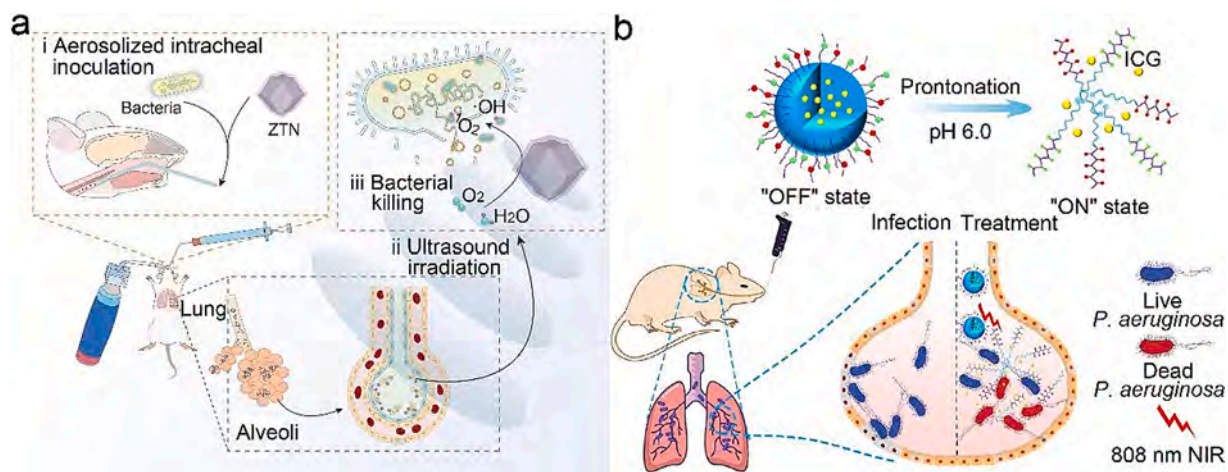 a
i Aerosolized intracheal
inoculation
Bacteria
ZTN
·OH
O2
iii Bacterial
killing
O2
H2O
ii Ultrasound
irradiation
Lung
Alveoli
b
ICG
Prontonation
pH 6.0
"OFF" state
"ON" state
Infection
Treatment
Live
P. aeruginosa
Dead
P. aeruginosa
808 nm NIR